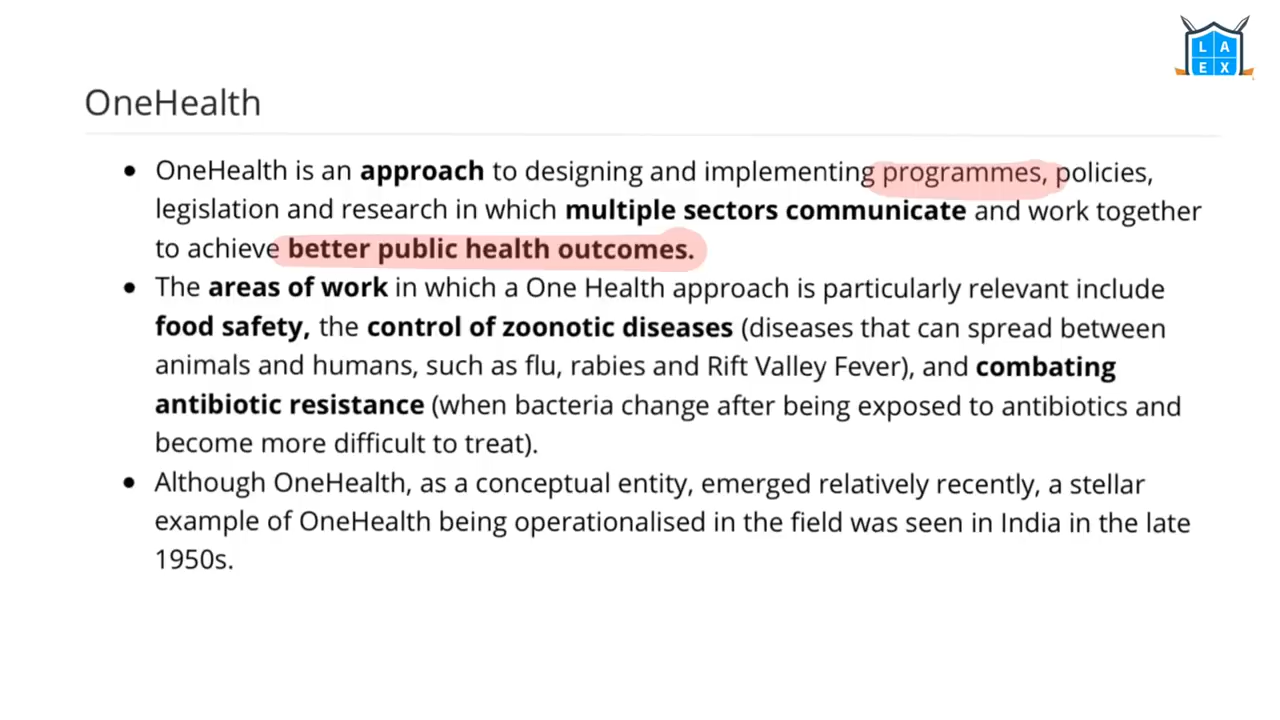 L A
E X
OneHealth
• OneHealth is an approach to designing and implementing programmes, policies,
legislation and research in which multiple sectors communicate and work together
to achieve better public health outcomes.
• The areas of work in which a One Health approach is particularly relevant include
food safety, the control of zoonotic diseases (diseases that can spread between
animals and humans, such as flu, rabies and Rift Valley Fever), and combating
antibiotic resistance (when bacteria change after being exposed to antibiotics and
become more difficult to treat).
• Although OneHealth, as a conceptual entity, emerged relatively recently, a stellar
example of OneHealth being operationalised in the field was seen in India in the late
1950s.